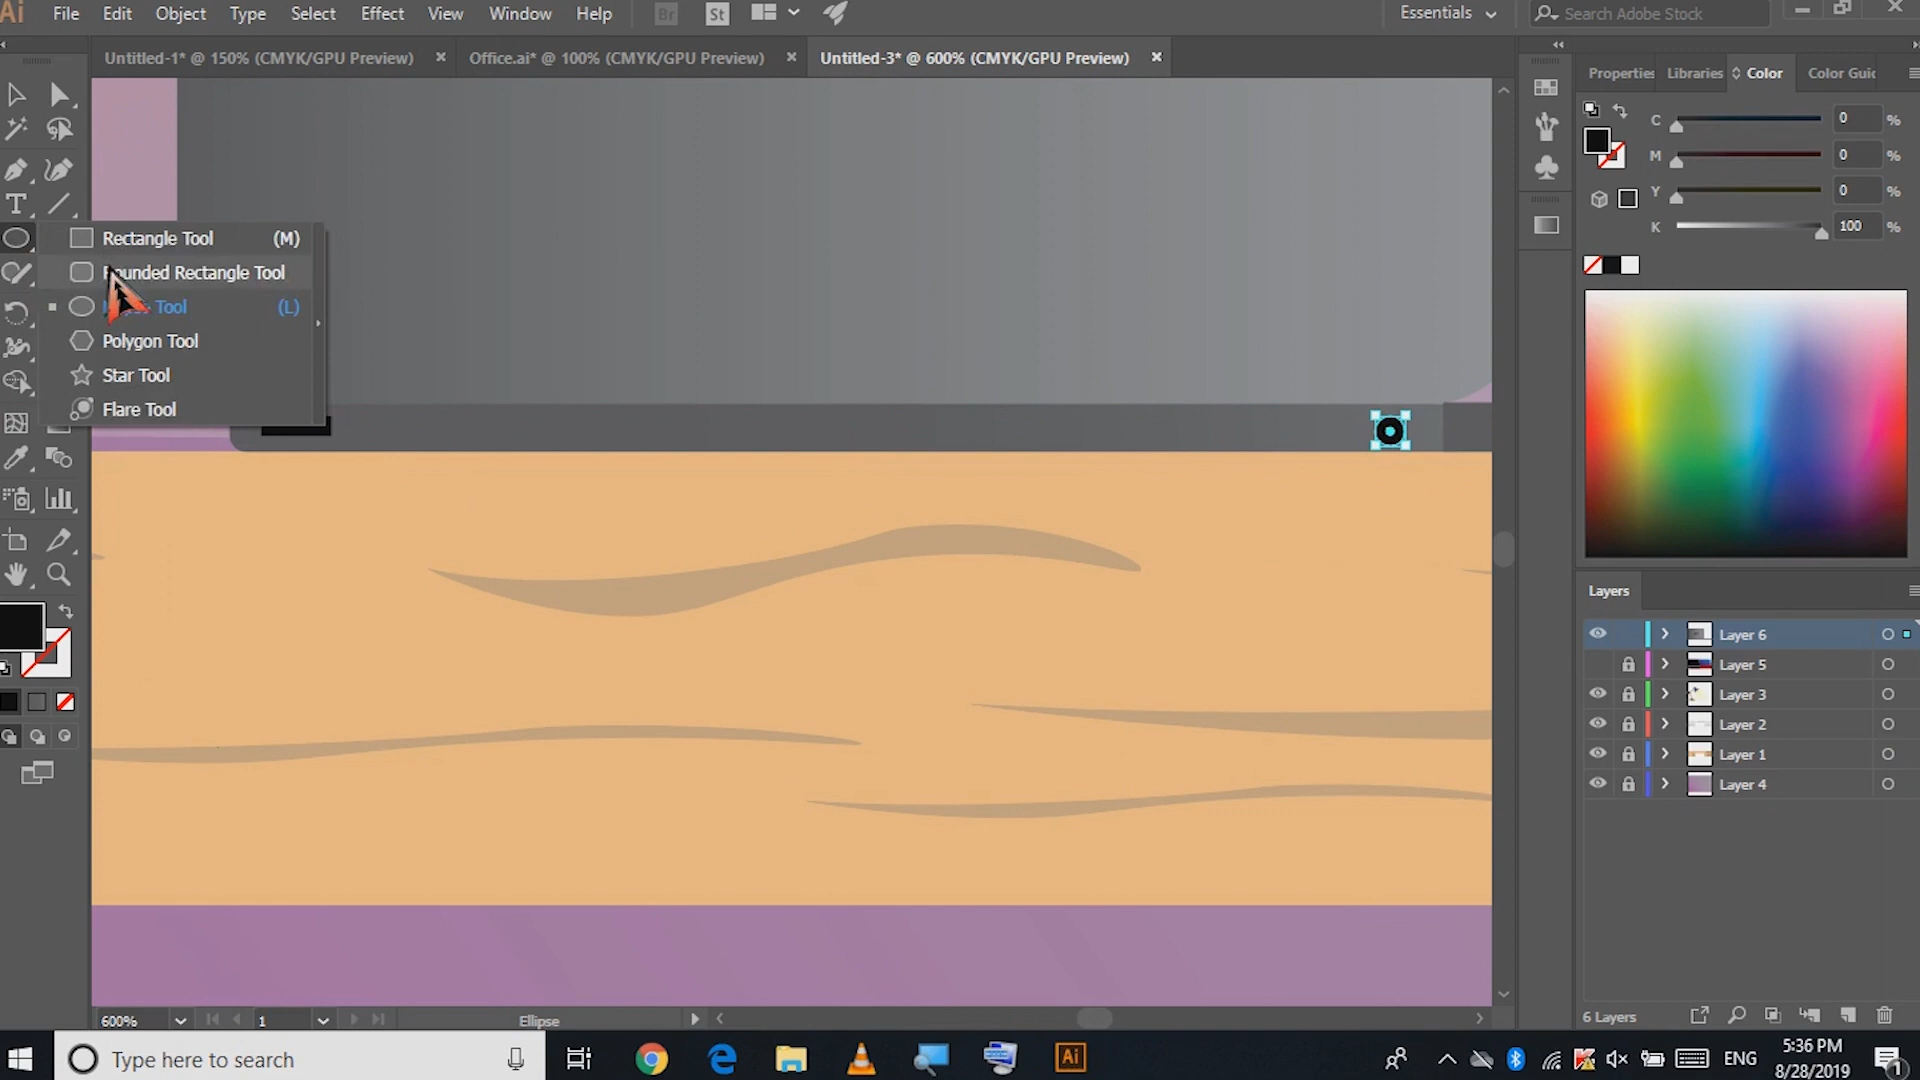 Ai File Edit Object Type Select Effect View Window Help Br St Essentials Search Adobe Stock
Untitled-1* @ 150% (CMYK/GPU Preview) Office.ai* @ 100% (CMYK/GPU Preview) Untitled-3* @ 600% (CMYK/GPU Preview)
Properties Libraries Color Color Guid
C 0 %
M 0 %
Y 0 %
K 100 %
Rectangle Tool (M)
Rounded Rectangle Tool
Tool (L)
Polygon Tool
Star Tool
Flare Tool
Layers
Layer 6
Layer 5
Layer 3
Layer 2
Layer 1
Layer 4
6 Layers
600% 1 Ellipse
Type here to search
Ai
ENG
5:36 PM
8/28/2019
1